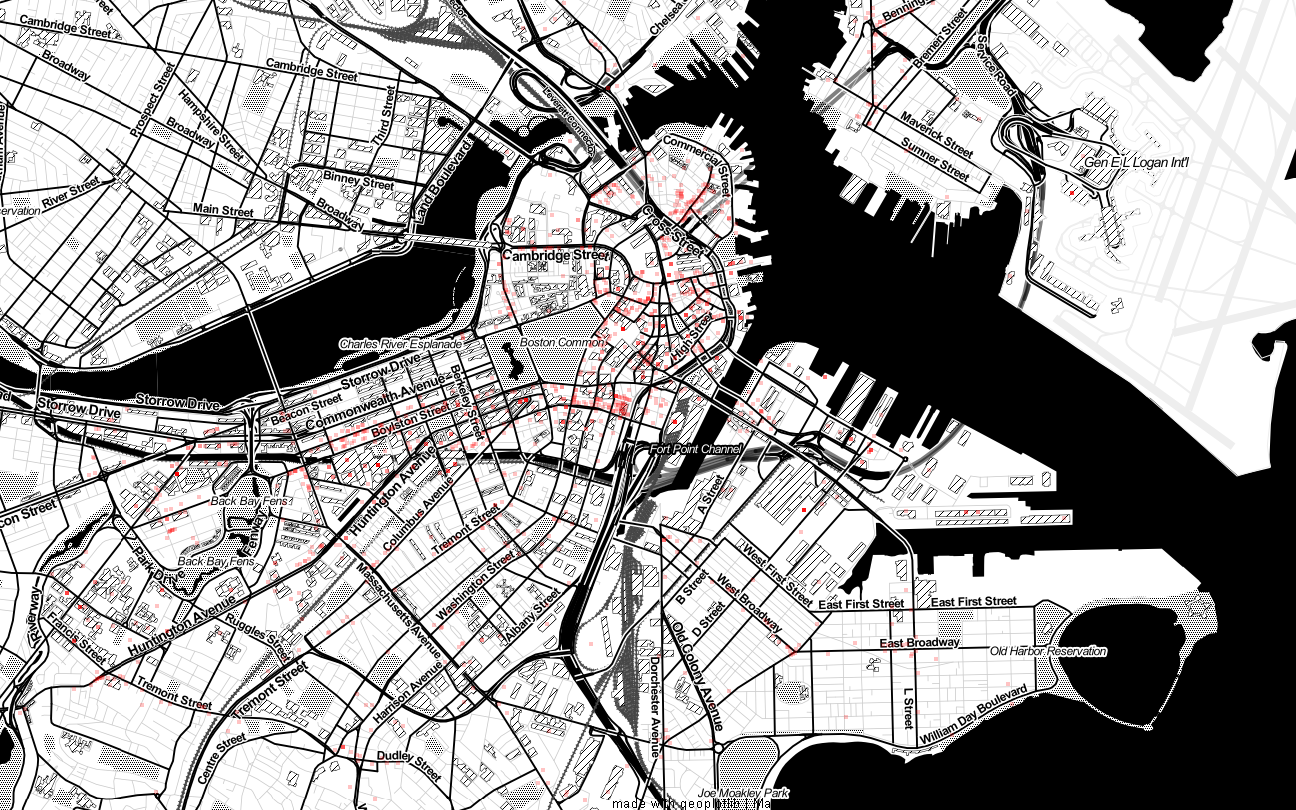 Cambridge Street
Broadway
Cambridge Street
Prospect Street
Hampshire Street
Broadway
Third Street
Binney Street
Broadway
River Street
Main Street
Land Boulevard
Leverett Connector
Chelsea
Commercial Street
Cross Street
Cambridge Street
Bremen Street
Service Road
Maverick Street
Sumner Street
Gen E L Logan Int'l
Charles River Esplanade
Boston Common
High Street
Storrow Drive
Storrow Drive
Storrow Drive
Beacon Street
Commonwealth Avenue
Berkeley Street
Boylston Street
Huntington Avenue
Columbus Avenue
Tremont Street
Fort Point Channel
A Street
Back Bay Fens
Fenway
Back Bay Fens
Park Drive
Riverway
Francis Street
Huntington Avenue
Ruggles Street
Massachusetts Avenue
Washington Street
Albany Street
Harrison Avenue
Tremont Street
Tremont Street
Centre Street
Dudley Street
West First Street
West Broadway
B Street
D Street
Old Colony Avenue
Dorchester Avenue
East First Street
East First Street
East Broadway
Old Harbor Reservation
L Street
William Day Boulevard
Joe Moakley Park
made with geoplotlib